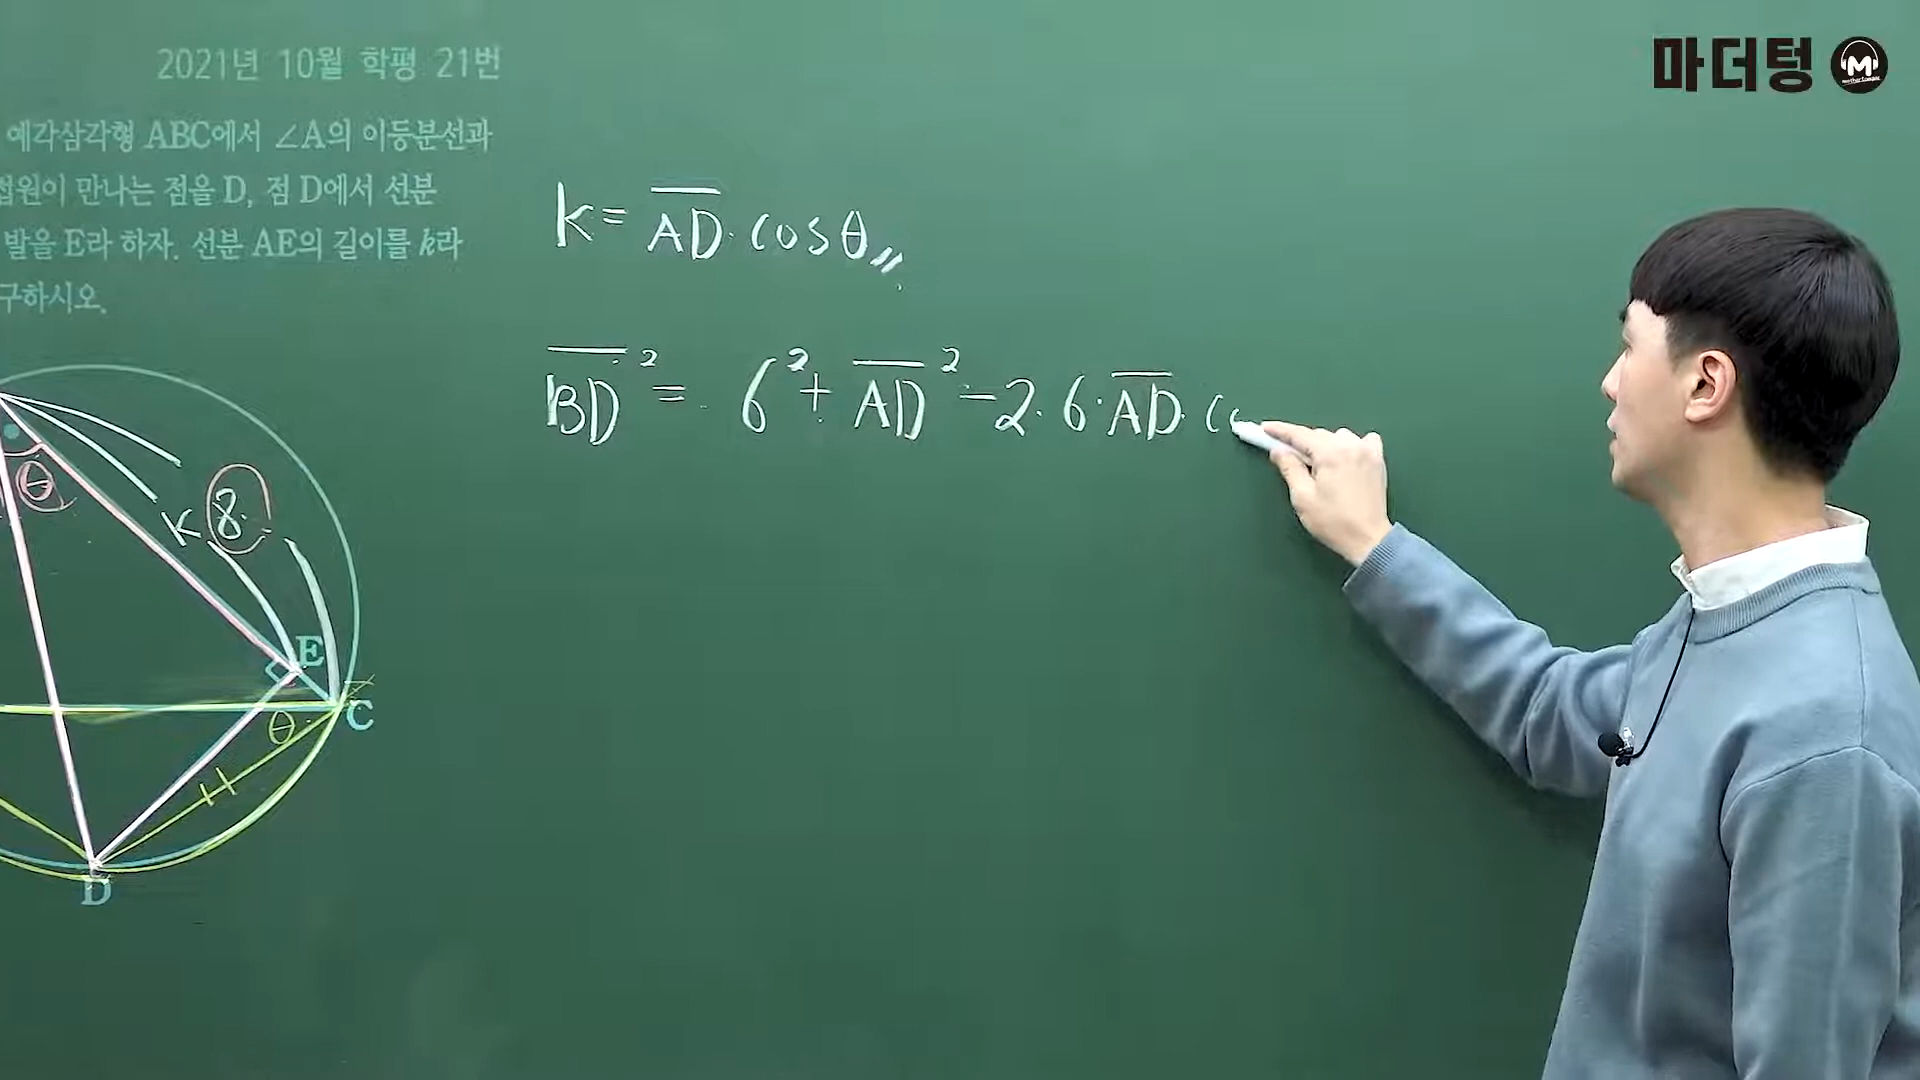 2021년 10월 학평 21번
마더텅
M
예각삼각형 ABC에서 ∠A의 이등분선과
접원이 만나는 점을 D, 점 D에서 선분
발을 E라 하자. 선분 AE의 길이를 k라
구하시오.
k = AD · cosθ
BD² = 6² + AD² - 2 · 6 · AD · co
θ
k 8
E
θ
C
D